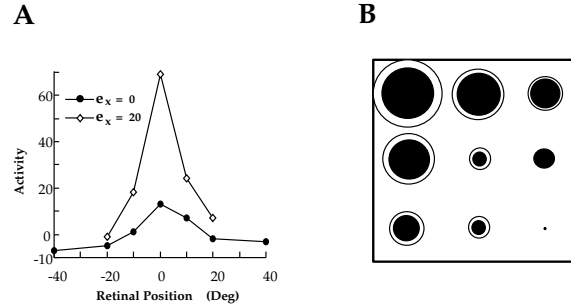 A
B
60
40
20
0
-10
Activity
e_x = 0
e_x = 20
-40
-20
0
20
40
Retinal Position (Deg)